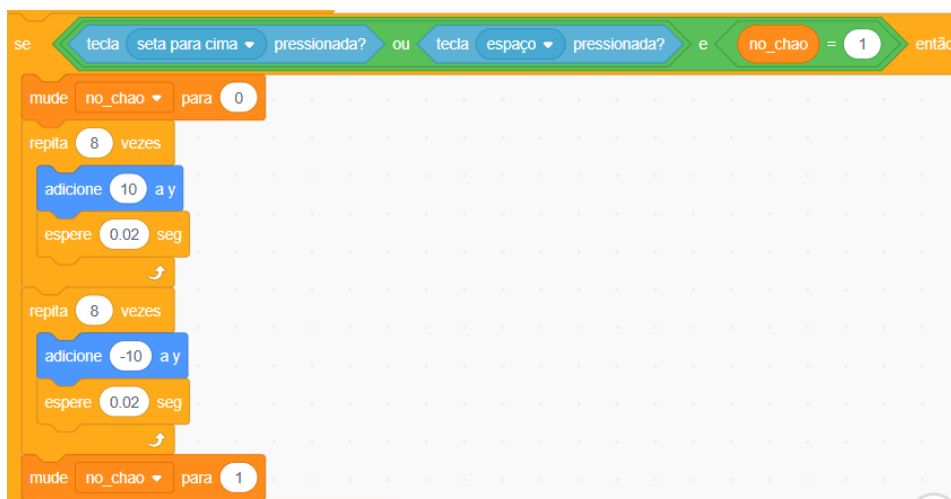 se tecla seta para cima pressionada? ou tecla espaço pressionada? e no_chao = 1 então
mude no_chao para 0
repita 8 vezes
adicione 10 a y
espere 0.02 seg
repita 8 vezes
adicione -10 a y
espere 0.02 seg
mude no_chao para 1